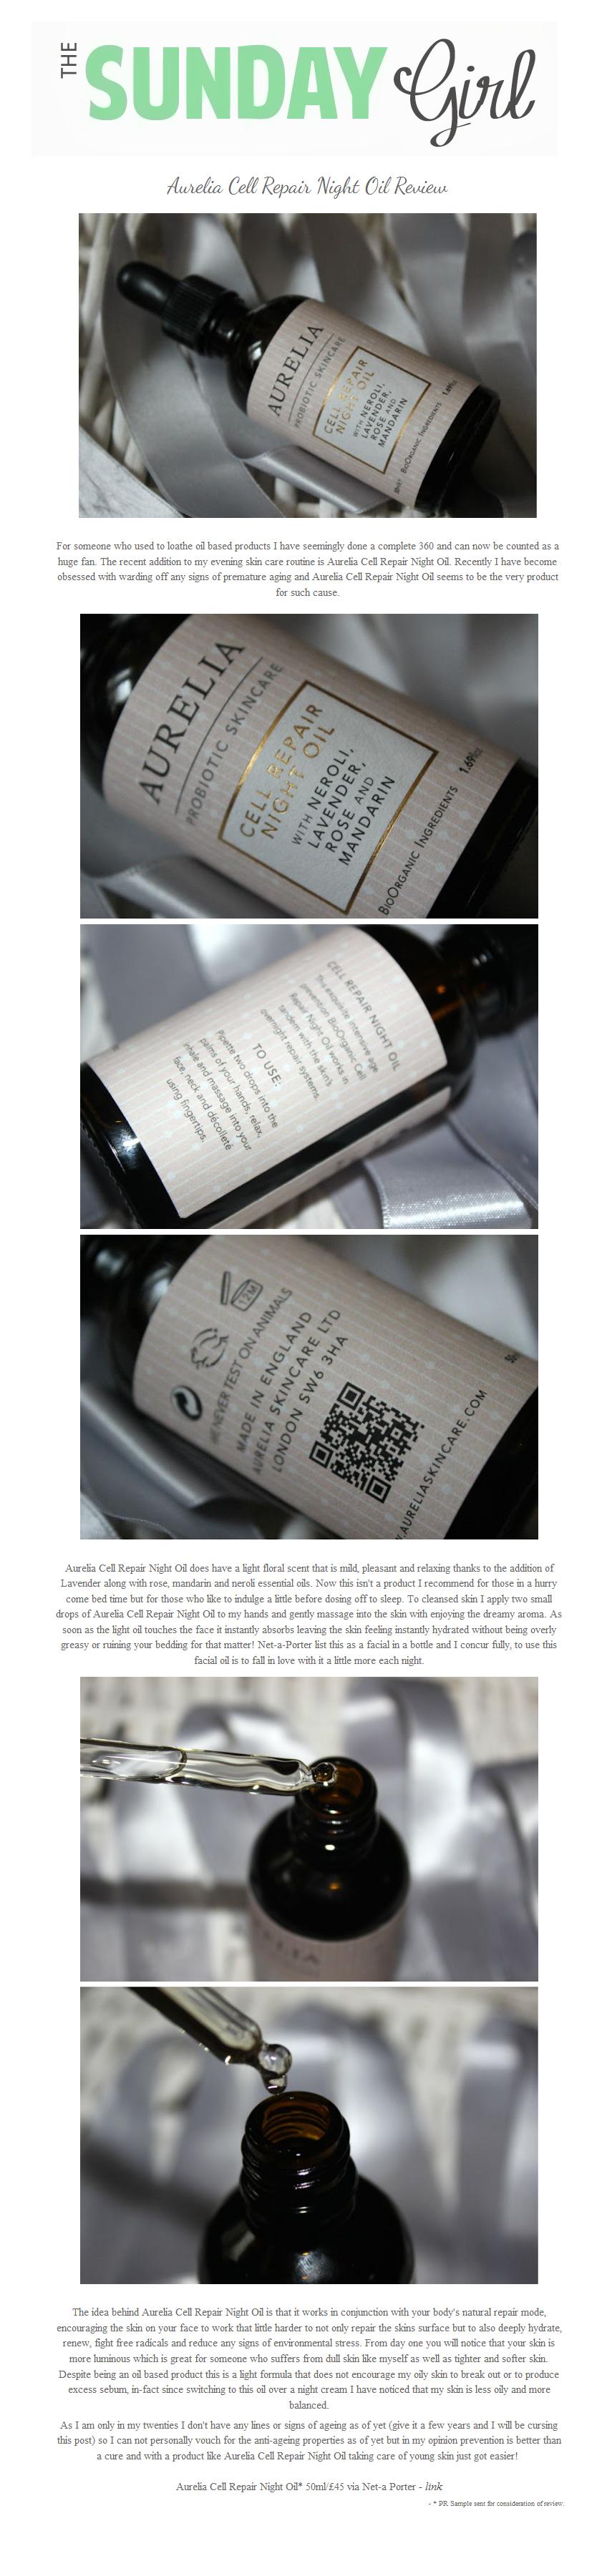 THE SUNDAY Girl
Aurelia Cell Repair Night Oil Review
AURELIA
PROBIOTIC SKINCARE
CELL REPAIR
NIGHT OIL
WITH NEROLI,
LAVENDER,
ROSE AND
MANDARIN
BIOORGANIC INGREDIENTS
For someone who used to loathe oil based products I have seemingly done a complete 360 and can now be counted as a
huge fan. The recent addition to my evening skin care routine is Aurelia Cell Repair Night Oil. Recently I have become
obsessed with warding off any signs of premature aging and Aurelia Cell Repair Night Oil seems to be the very product
for such cause.
AURELIA
PROBIOTIC SKINCARE
CELL REPAIR
NIGHT OIL
WITH NEROLI,
LAVENDER,
ROSE AND
MANDARIN
BIOORGANIC INGREDIENTS 1.69floz
CELL REPAIR NIGHT OIL
This exquisite intensive age
prevention BioOrganic Cell
Repair Night Oil works in
tandem with the skin's
overnight repair systems.
TO USE:
Pipette two drops into the
palms of your hands, relax,
inhale and massage into your
face, neck and décolleté
using fingertips.
12M
NEVER TEST ON ANIMALS
MADE IN ENGLAND
AURELIA SKINCARE LTD
LONDON SW6 3HA
.AURELIASKINCARE.COM
Aurelia Cell Repair Night Oil does have a light floral scent that is mild, pleasant and relaxing thanks to the addition of
Lavender along with rose, mandarin and neroli essential oils. Now this isn't a product I recommend for those in a hurry
come bed time but for those who like to indulge a little before dosing off to sleep. To cleansed skin I apply two small
drops of Aurelia Cell Repair Night Oil to my hands and gently massage into the skin with enjoying the dreamy aroma. As
soon as the light oil touches the face it instantly absorbs leaving the skin feeling instantly hydrated without being overly
greasy or ruining your bedding for that matter! Net-a-Porter list this as a facial in a bottle and I concur fully, to use this
facial oil is to fall in love with it a little more each night.
The idea behind Aurelia Cell Repair Night Oil is that it works in conjunction with your body's natural repair mode,
encouraging the skin on your face to work that little harder to not only repair the skins surface but to also deeply hydrate,
renew, fight free radicals and reduce any signs of environmental stress. From day one you will notice that your skin is
more luminous which is great for someone who suffers from dull skin like myself as well as tighter and softer skin.
Despite being an oil based product this is a light formula that does not encourage my oily skin to break out or to produce
excess sebum, in-fact since switching to this oil over a night cream I have noticed that my skin is less oily and more
balanced.
As I am only in my twenties I don't have any lines or signs of ageing as of yet (give it a few years and I will be cursing
this post) so I can not personally vouch for the anti-ageing properties as of yet but in my opinion prevention is better than
a cure and with a product like Aurelia Cell Repair Night Oil taking care of young skin just got easier!
Aurelia Cell Repair Night Oil* 50ml/£45 via Net-a Porter - link
- * PR Sample sent for consideration of review.